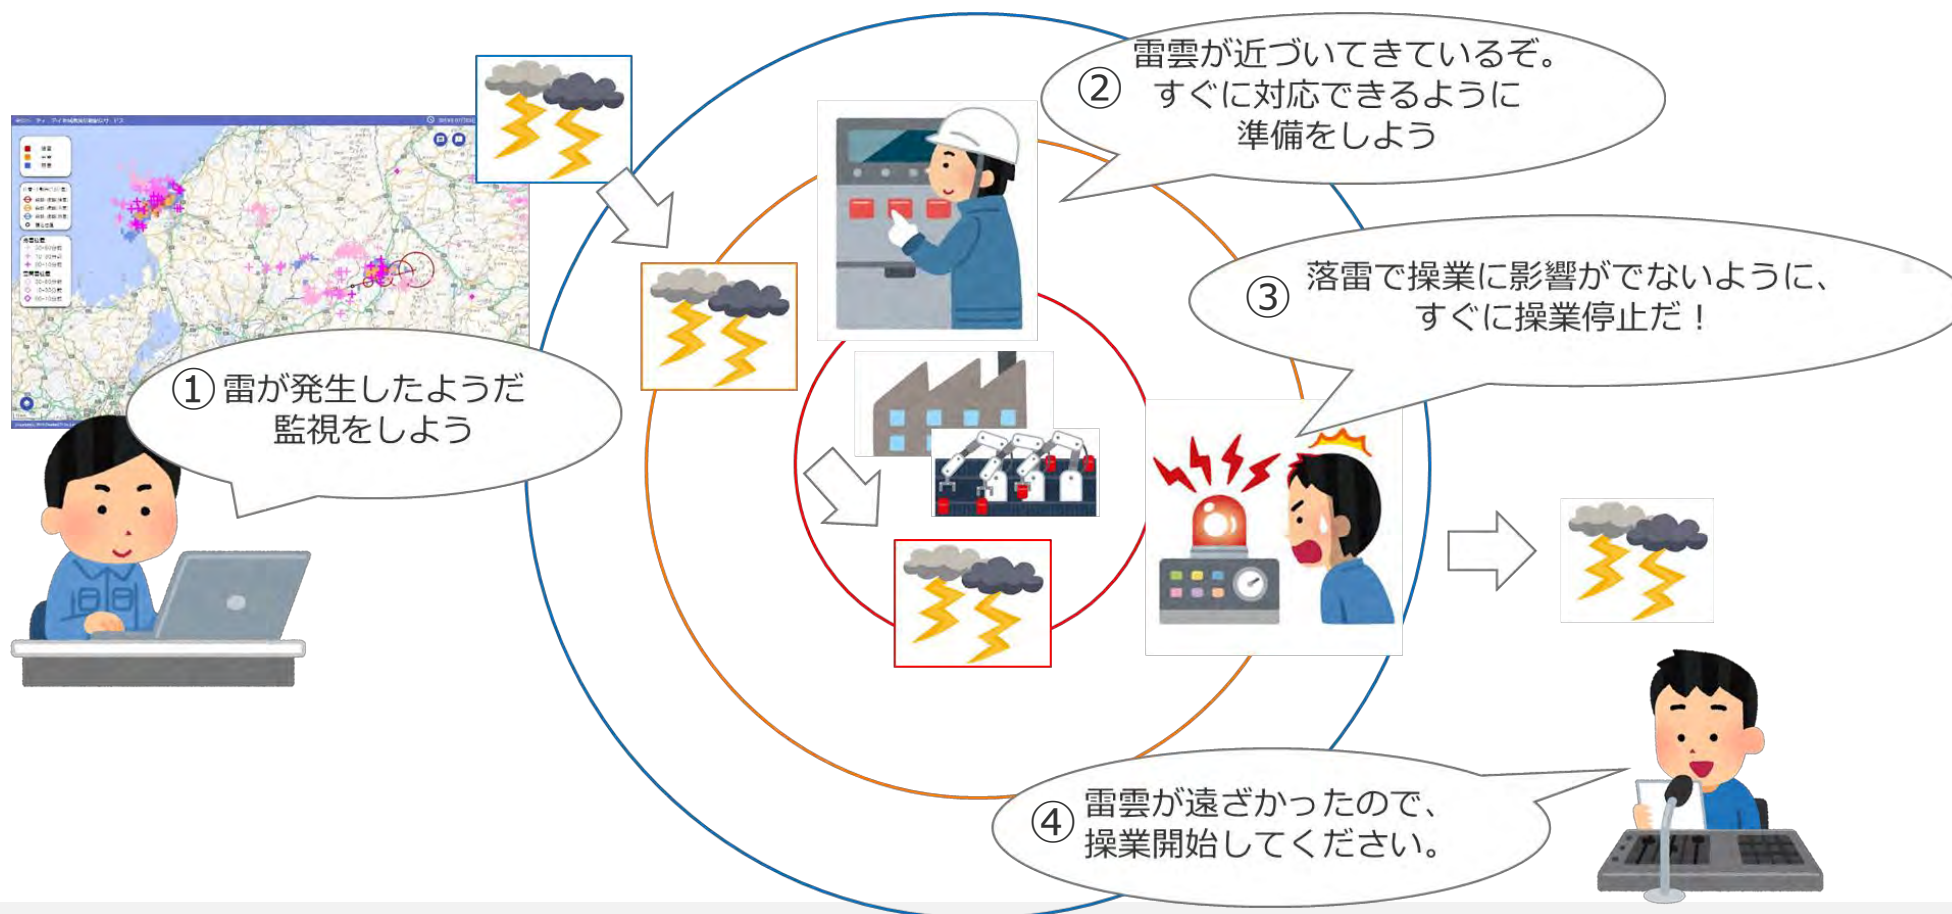 ① 雷が発生したようだ
監視をしよう
② 雷雲が近づいてきているぞ。
すぐに対応できるように
準備をしよう
③ 落雷で操業に影響がでないように、
すぐに操業停止だ！
④ 雷雲が遠ざかったので、
操業開始してください。